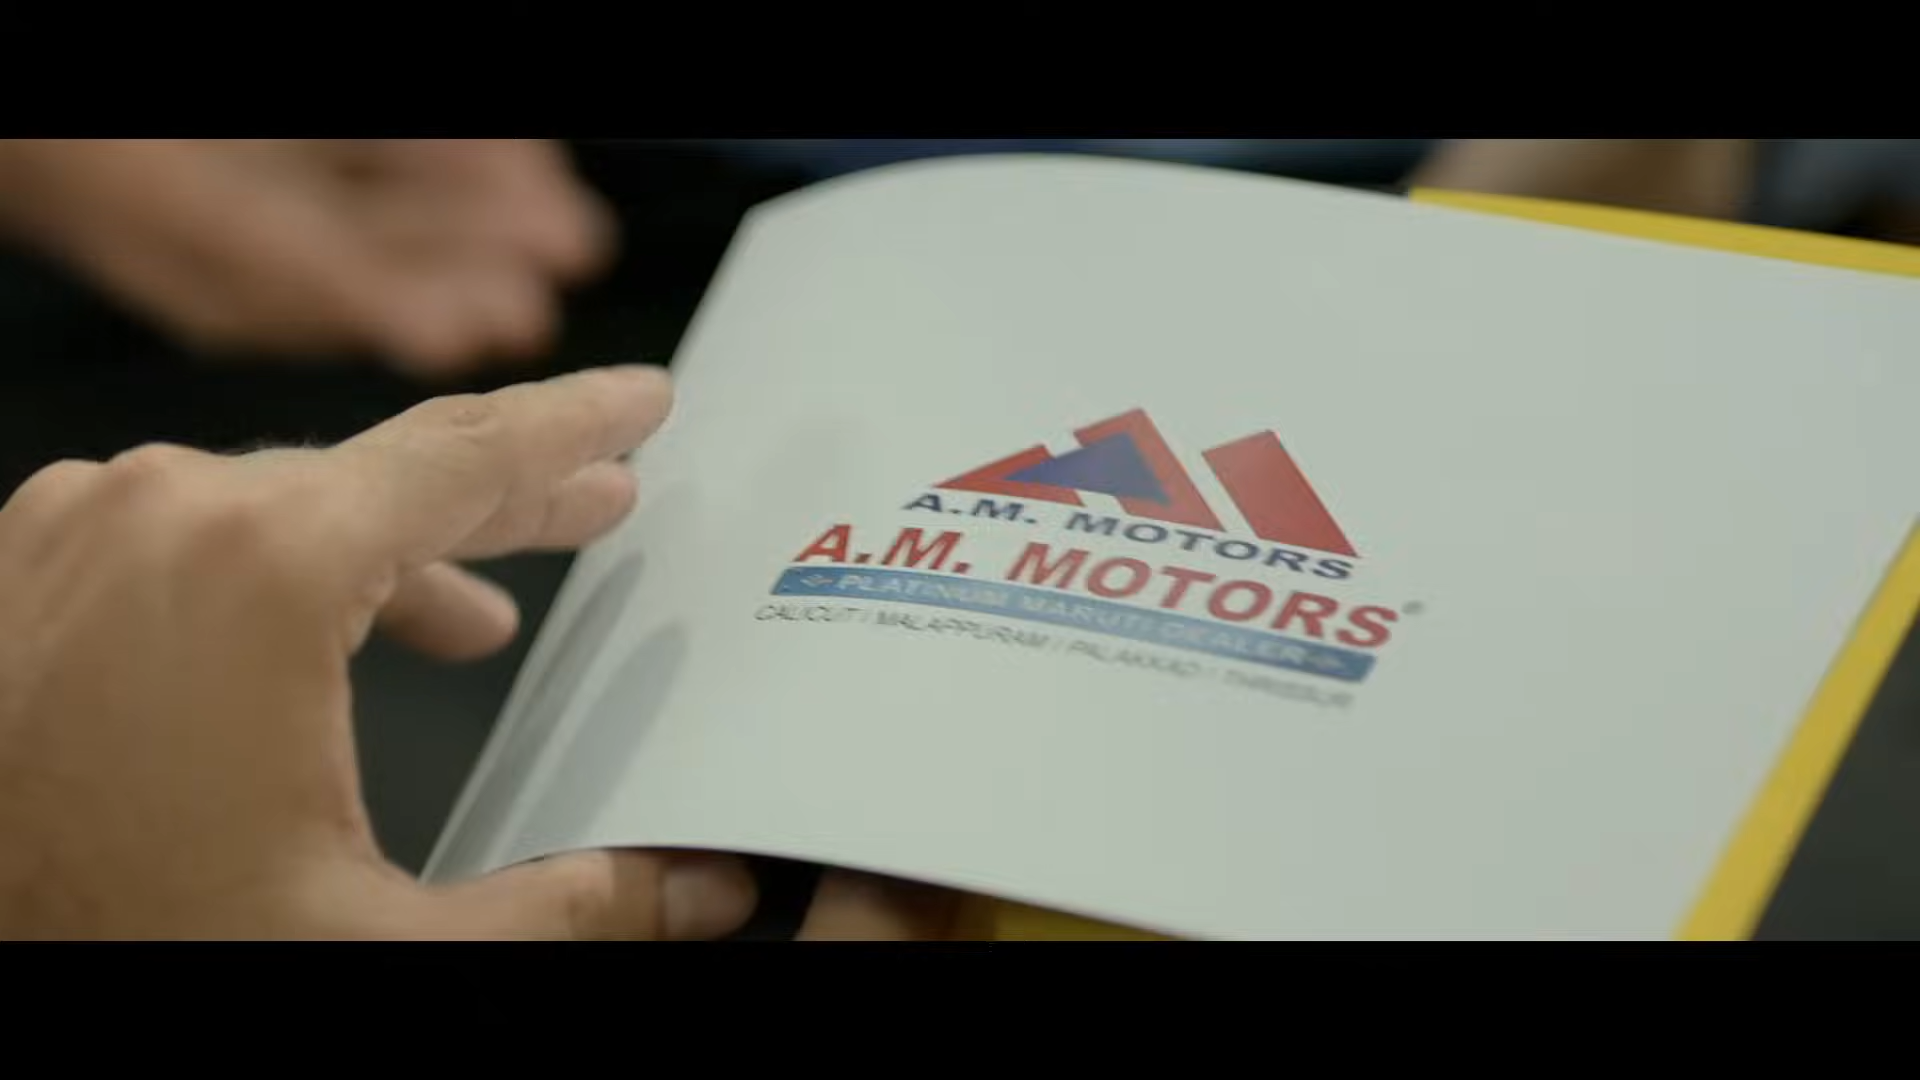 A.M. MOTORS
A.M. MOTORS
PLATINUM MARUTI DEALER
CALICUT | MALAPPURAM | PALAKKAD | THRISSUR